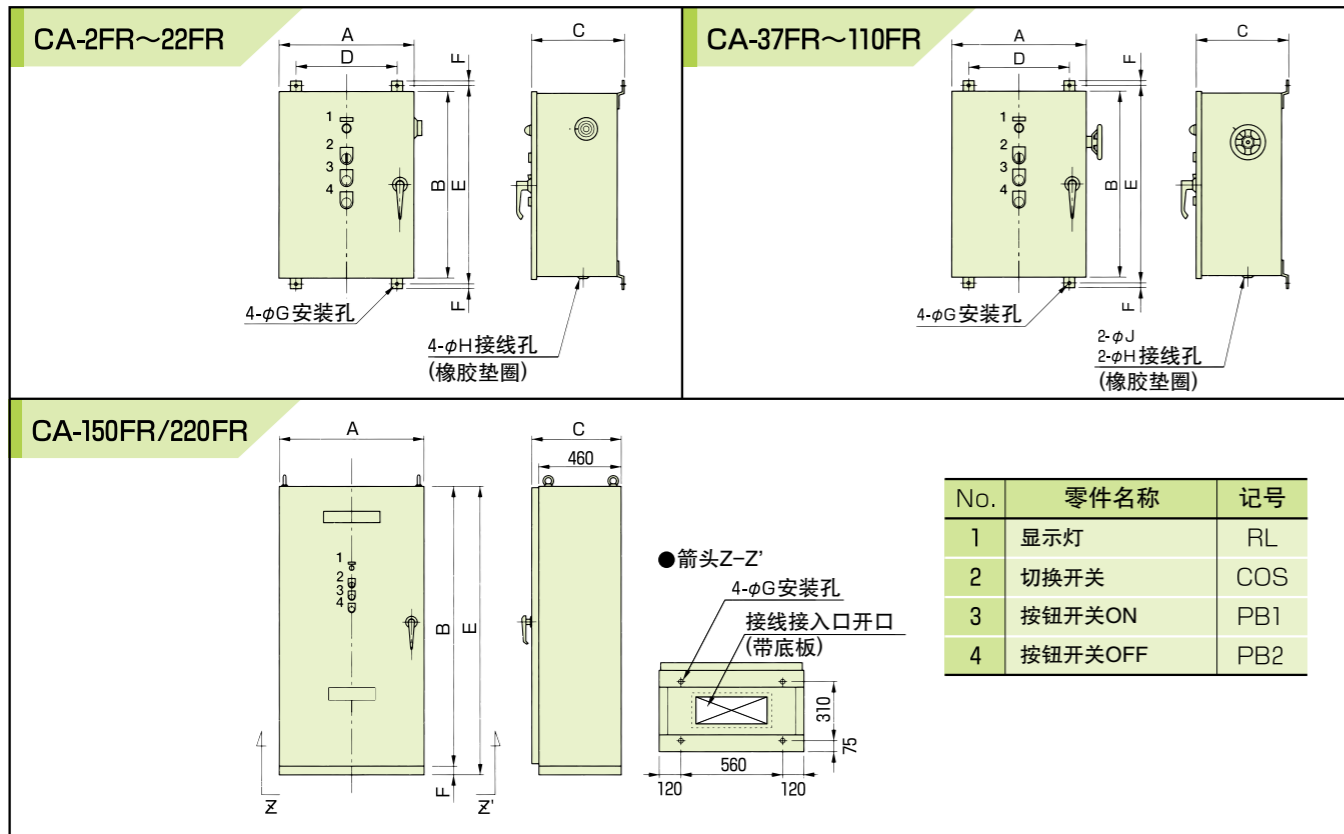 CA-2FR～22FR
A
D
F
C
1
2
3
4
B
E
F
4-φG安装孔
4-φH接线孔
(橡胶垫圈)
CA-37FR～110FR
A
D
F
C
1
2
3
4
B
E
F
4-φG安装孔
2-φJ
2-φH接线孔
(橡胶垫圈)
CA-150FR/220FR
A
C
460
1
2
3
4
B
E
F
Z
Z'
●箭头Z-Z'
4-φG安装孔
接线接入口开口
(带底板)
310
75
560
120
120
No. 零件名称 记号
1 显示灯 RL
2 切换开关 COS
3 按钮开关ON PB1
4 按钮开关OFF PB2